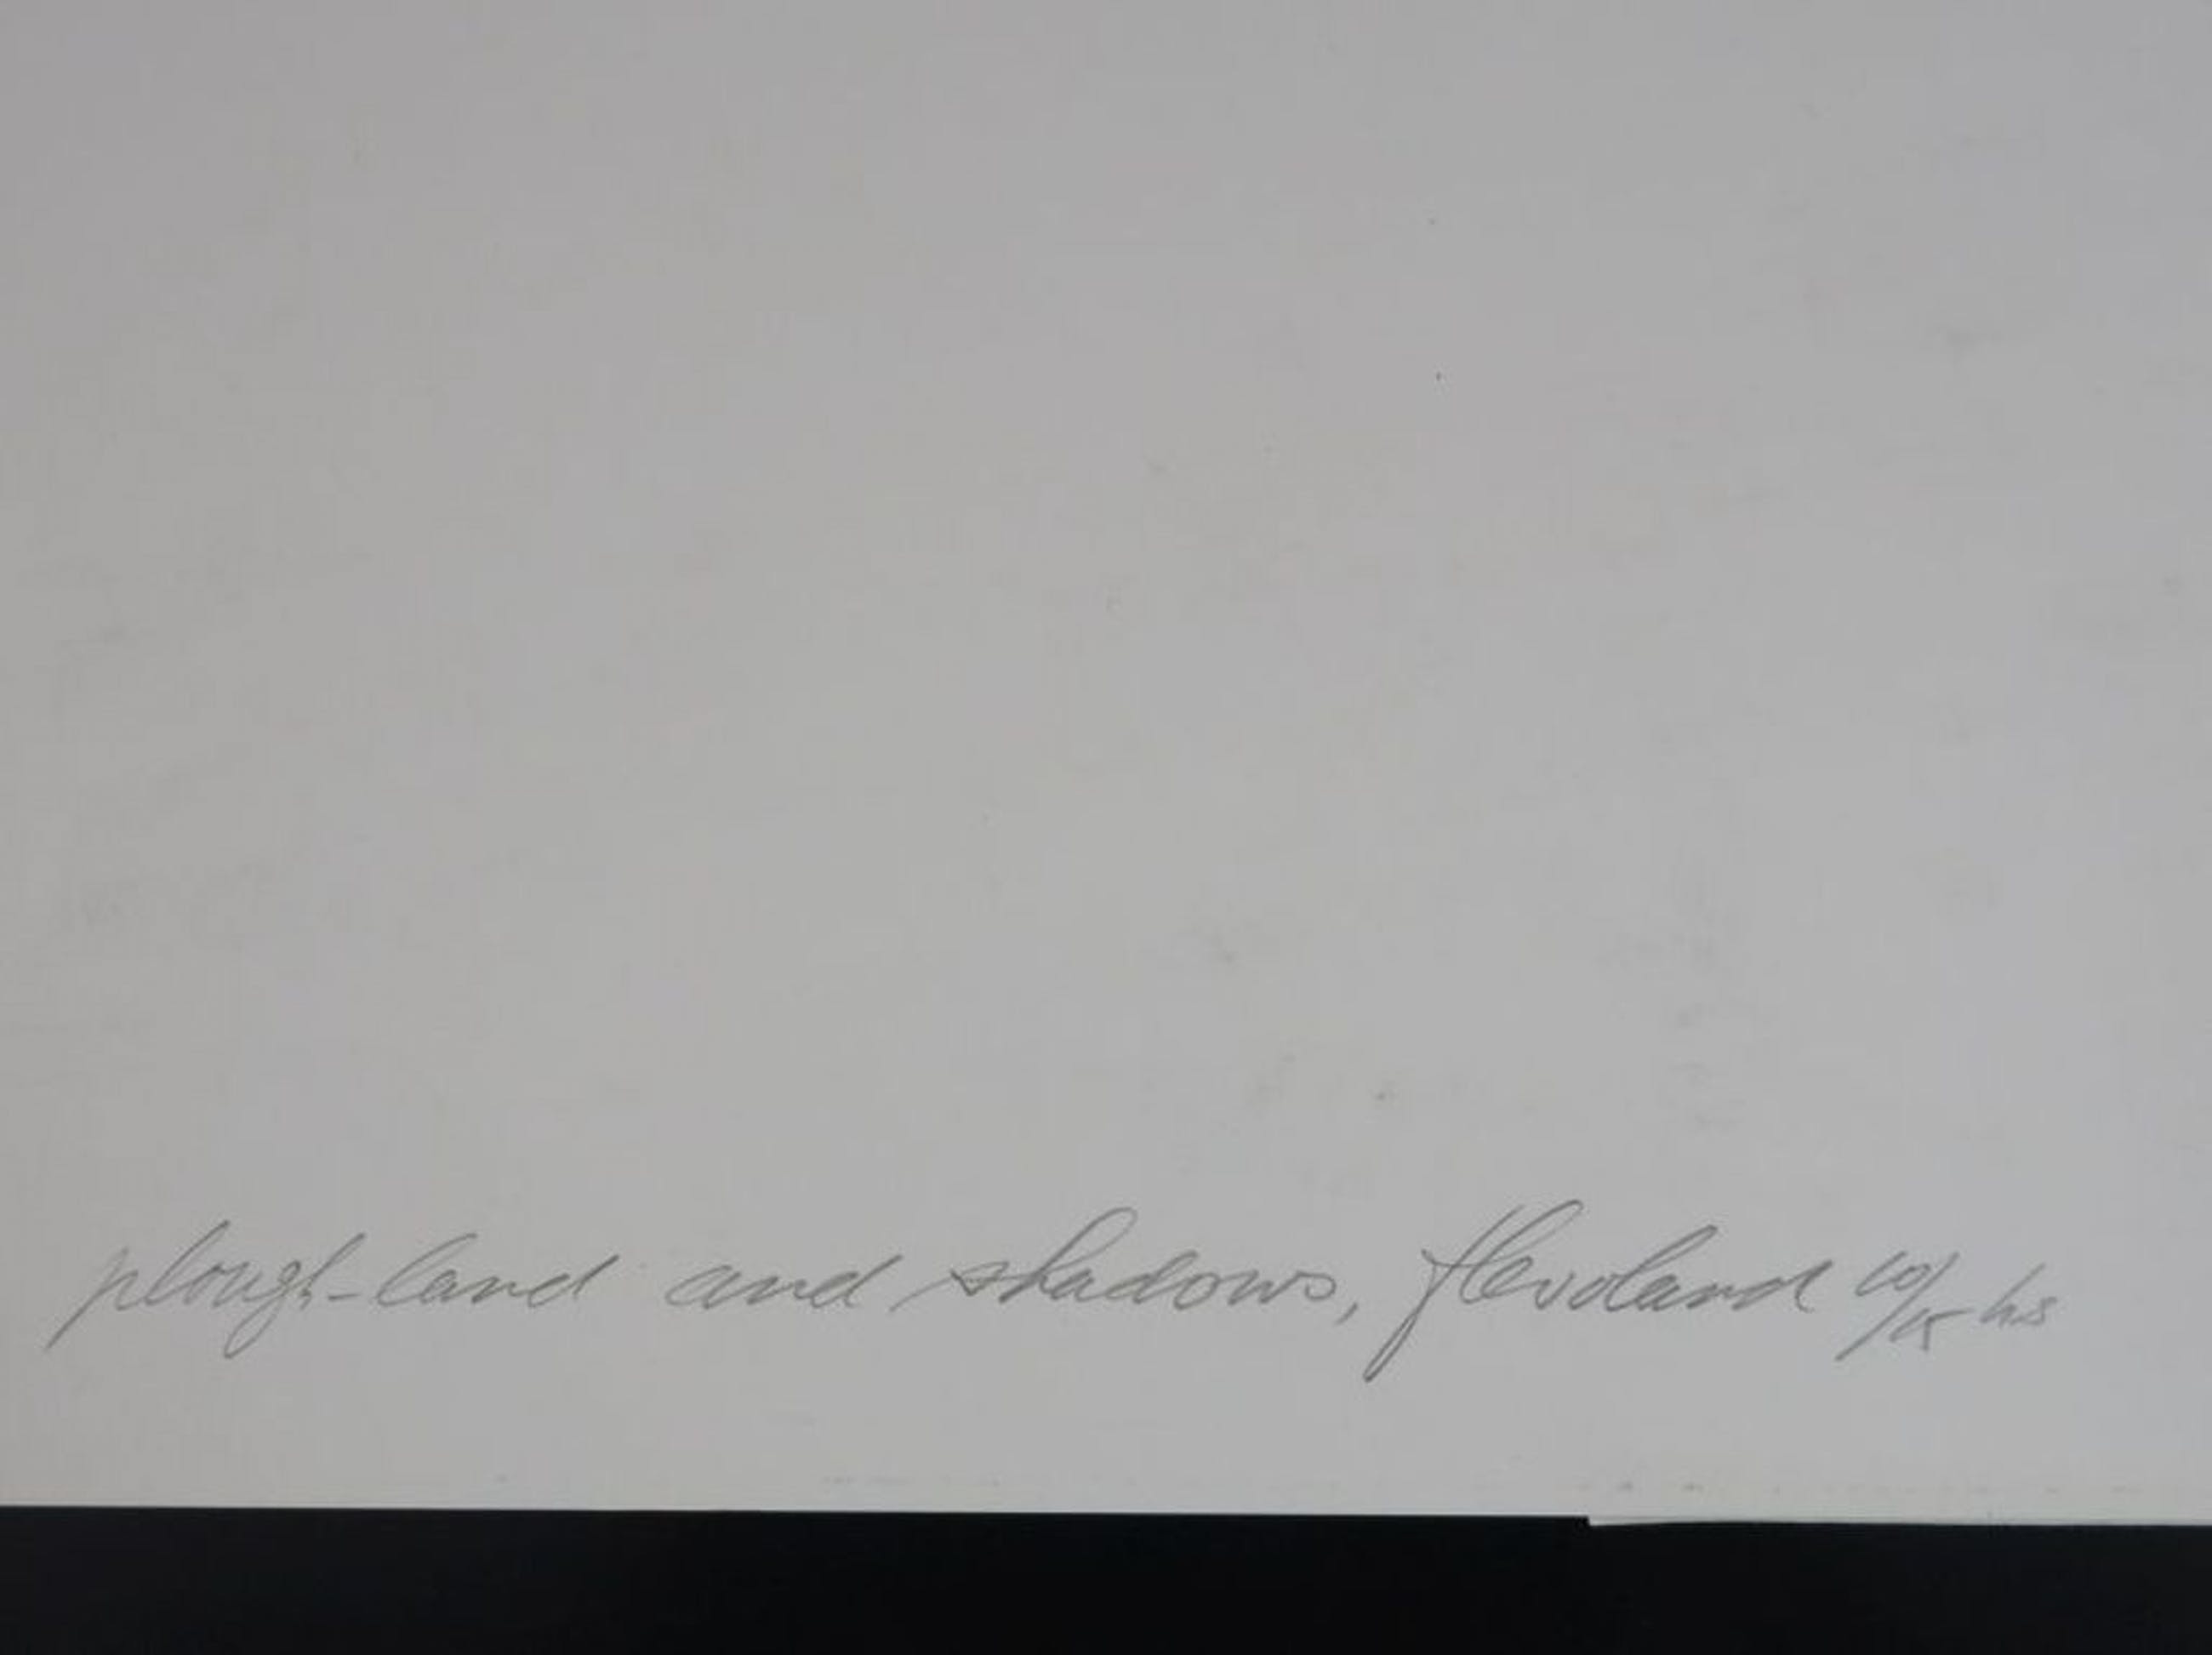 plough-land and shadows, flevoland 10/15 hs